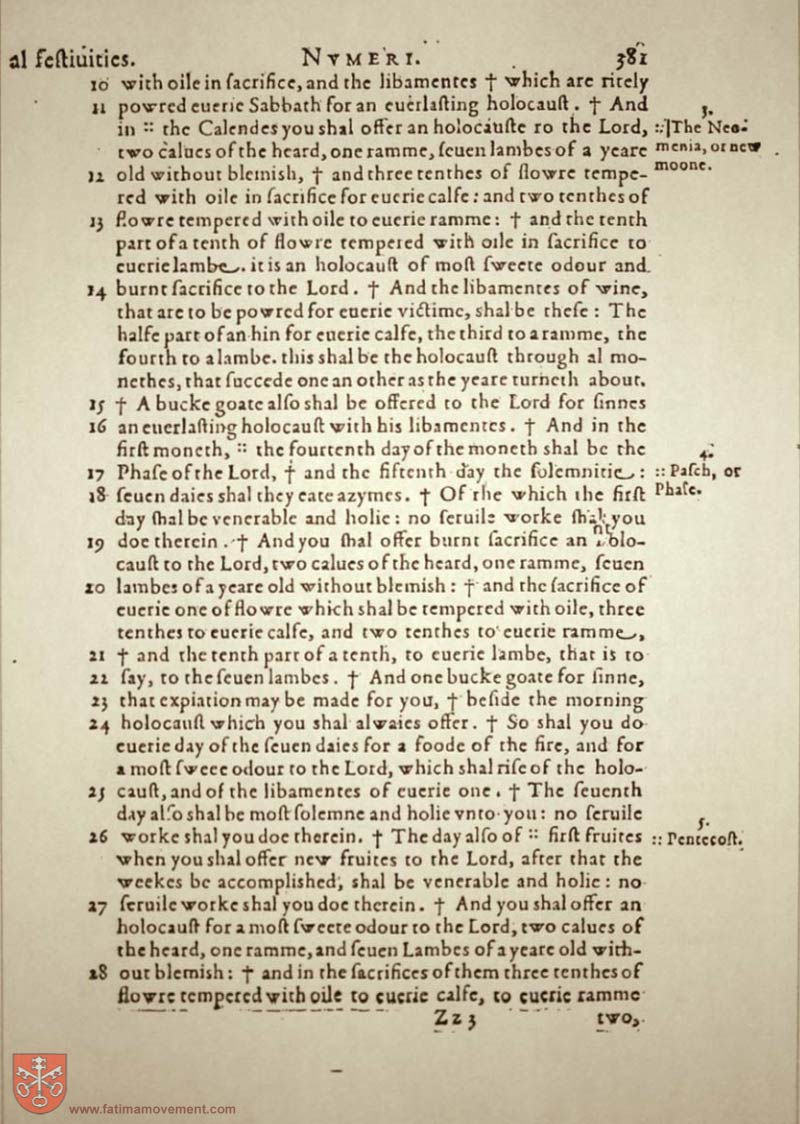 al feſtiuities. NVMERI. 381
10 with oile in ſacrifice, and the libamentes † which are ritely
11 powred euerie Sabbath for an euerlaſting holocauſt. † And
in :: the Calendes you shal offer an holocauſte ro the Lord,
3.
:: The Neo-
menia, or new
moone.
two calues of the heard, one ramme, ſeuen lambes of a yeare
12 old without blemish, † and three tenthes of flowre tempe-
red with oile in ſacrifice for euerie calfe: and two tenthes of
13 flowre tempered with oile to euerie ramme: † and the tenth
part of a tenth of flowre tempered with oile in ſacrifice to
euerie lambe. it is an holocauſt of moſt ſweete odour and
14 burnt ſacrifice to the Lord. † And the libamentes of wine,
that are to be powred for euerie victime, shal be theſe: The
halfe part of an hin for euerie calfe, the third to a ramme, the
fourth to a lambe. this shal be the holocauſt through al mo-
nethes, that ſuccede one an other as the yeare turneth about.
15 † A bucke goate alſo shal be offered to the Lord for ſinnes
16 an euerlaſting holocauſt with his libamentes. † And in the
firſt moneth, :: the fourtenth day of the moneth shal be the
4.
:: Paſch, or
Phaſe.
17 Phaſe of the Lord, † and the fiftenth day the ſolemnitie:
18 ſeuen daies shal they eate azymes. † Of the which the firſt
day ſhal be venerable and holie: no ſeruile worke ſhal you
19 doe therein. † And you ſhal offer burnt ſacrifice an holo-
cauſt to the Lord, two calues of the heard, one ramme, ſeuen
20 lambes of a yeare old without blemish: † and the ſacrifice of
euerie one of flowre which shal be tempered with oile, three
tenthes to euerie calfe, and two tenthes to euerie ramme,
21 † and the tenth part of a tenth, to euerie lambe, that is to
22 ſay, to the ſeuen lambes. † And one bucke goate for ſinne,
23 that expiation may be made for you, † beſide the morning
24 holocauſt which you shal alwaies offer. † So shal you do
euerie day of the ſeuen daies for a foode of the fire, and for
a moſt ſweee odour to the Lord, which shal riſe of the holo-
25 cauſt, and of the libamentes of euerie one. † The ſeuenth
day alſo shal be moſt ſolemne and holie vnto you: no ſeruile
26 worke shal you doe therein. † The day alſo of :: firſt fruites
5.
:: Pentecoſt.
when you shal offer new fruites to the Lord, after that the
weekes be accomplished, shal be venerable and holie: no
27 ſeruile worke shal you doe therein. † And you shal offer an
holocauſt for a moſt ſweete odour to the Lord, two calues of
the heard, one ramme, and ſeuen Lambes of a yeare old with-
28 out blemish: † and in the ſacrifices of them three tenthes of
flowre tempered with oile to euerie calfe, to euerie ramme
Zz 3 two,
www.fatimamovement.com